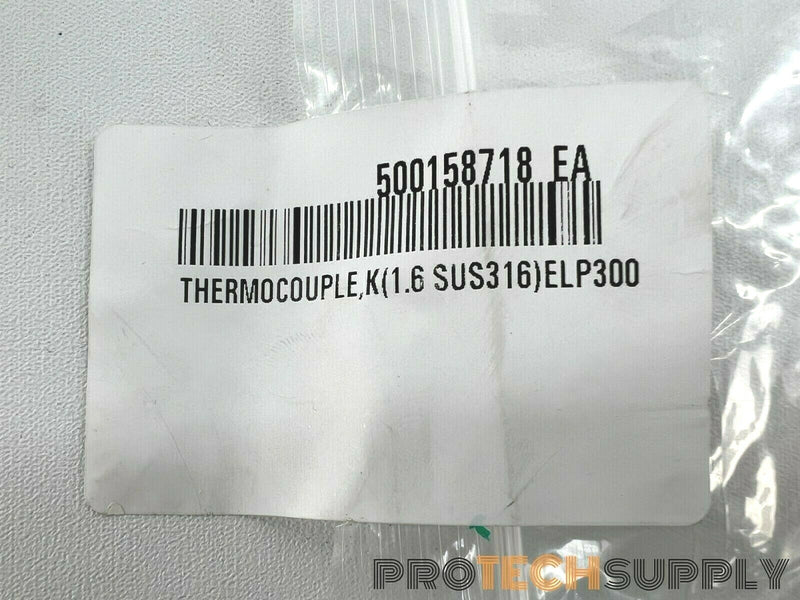 500158718 EA
THERMOCOUPLE,K(1.6 SUS316)ELP300
PROTECHSUPPLY